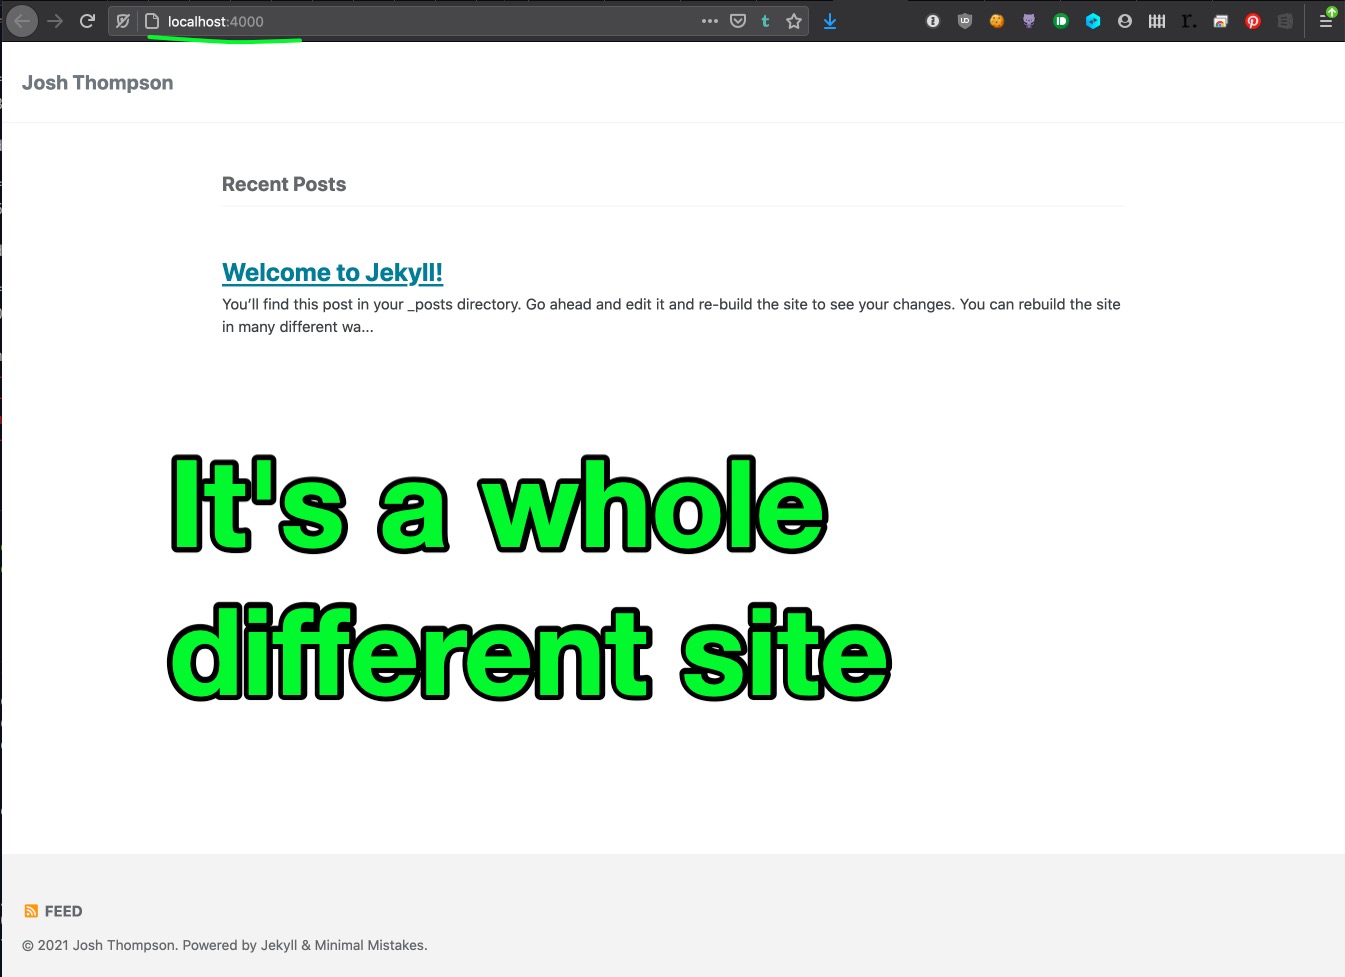 localhost:4000
Josh Thompson
Recent Posts
Welcome to Jekyll!
You’ll find this post in your _posts directory. Go ahead and edit it and re-build the site to see your changes. You can rebuild the site
in many different wa...
It's a whole
different site
FEED
© 2021 Josh Thompson. Powered by Jekyll & Minimal Mistakes.